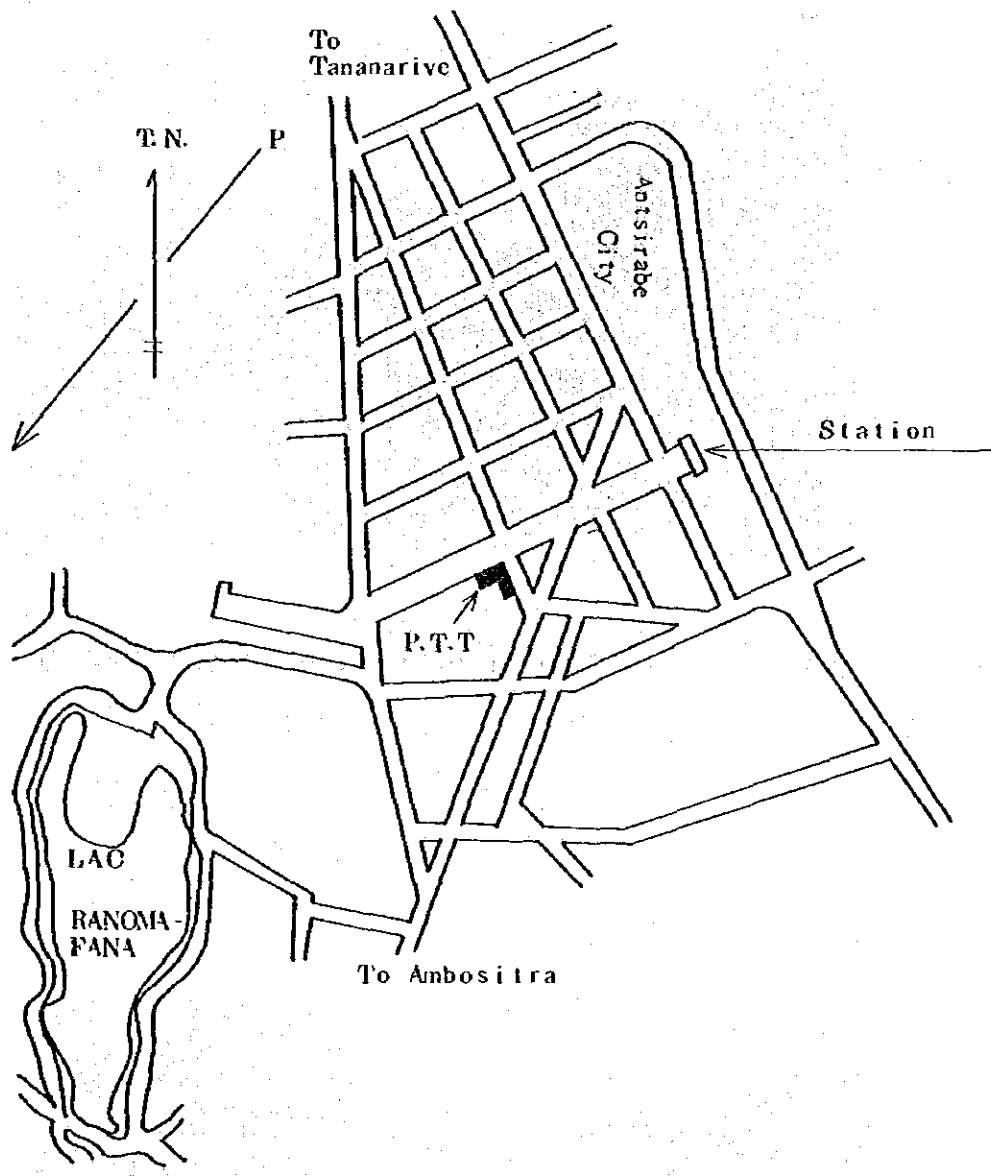 To
Tananarive
T.N.
P
Antsirabe
City
Station
P.T.T
LAC
RANOMA-
FANA
To Ambositra